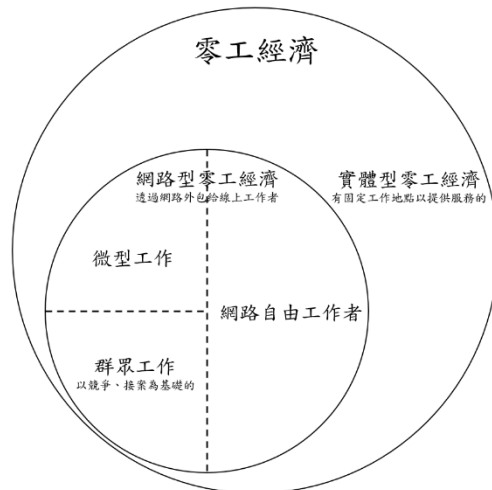 零工經濟
網路型零工經濟
透過網路外包給線上工作者
實體型零工經濟
有固定工作地點以提供服務的
微型工作
網路自由工作者
群眾工作
以競爭、接案為基礎的